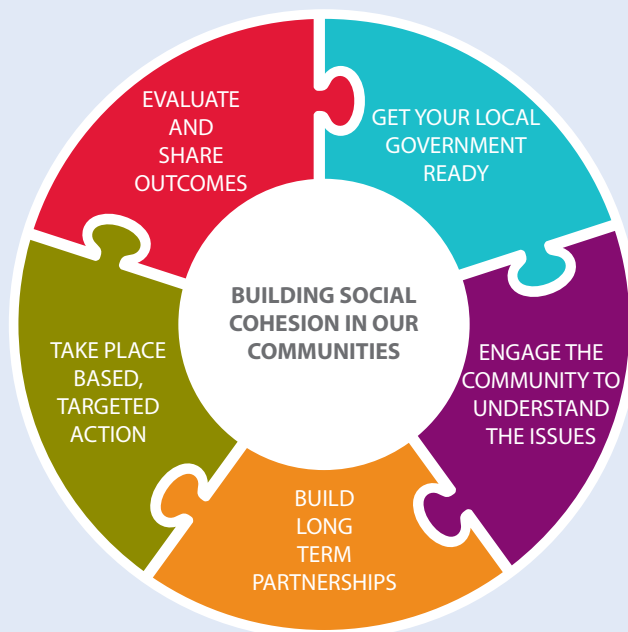 BUILDING SOCIAL
COHESION IN OUR
COMMUNITIES
GET YOUR LOCAL
GOVERNMENT
READY
ENGAGE THE
COMMUNITY TO
UNDERSTAND
THE ISSUES
BUILD
LONG
TERM
PARTNERSHIPS
TAKE PLACE
BASED,
TARGETED
ACTION
EVALUATE
AND
SHARE
OUTCOMES